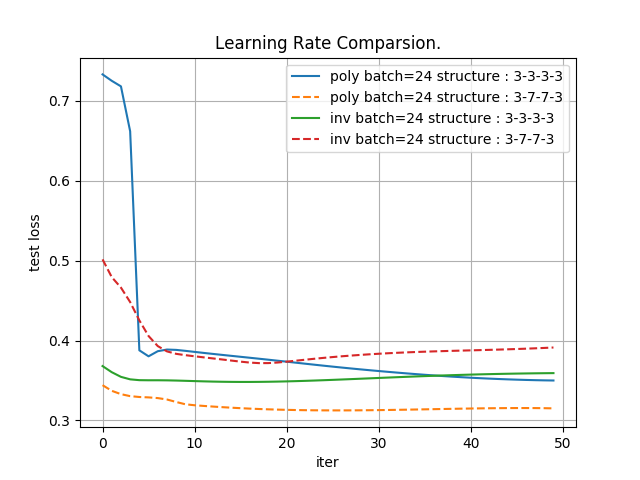 Learning Rate Comparsion.
poly batch=24 structure : 3-3-3-3
poly batch=24 structure : 3-7-7-3
inv batch=24 structure : 3-3-3-3
inv batch=24 structure : 3-7-7-3
test loss
0.7
0.6
0.5
0.4
0.3
0 10 20 30 40 50
iter